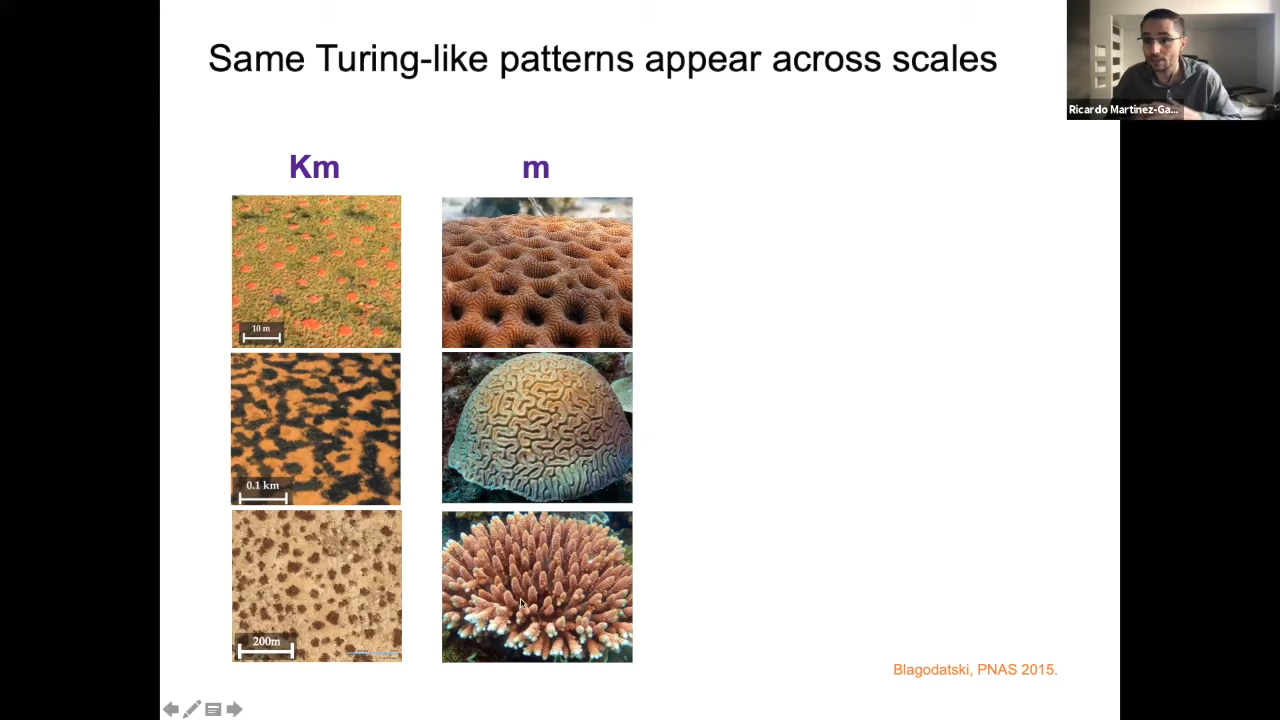 Same Turing-like patterns appear across scales
Ricardo Martinez-Ga...
Km
m
10 m
0.1 km
200m
Blagodatski, PNAS 2015.